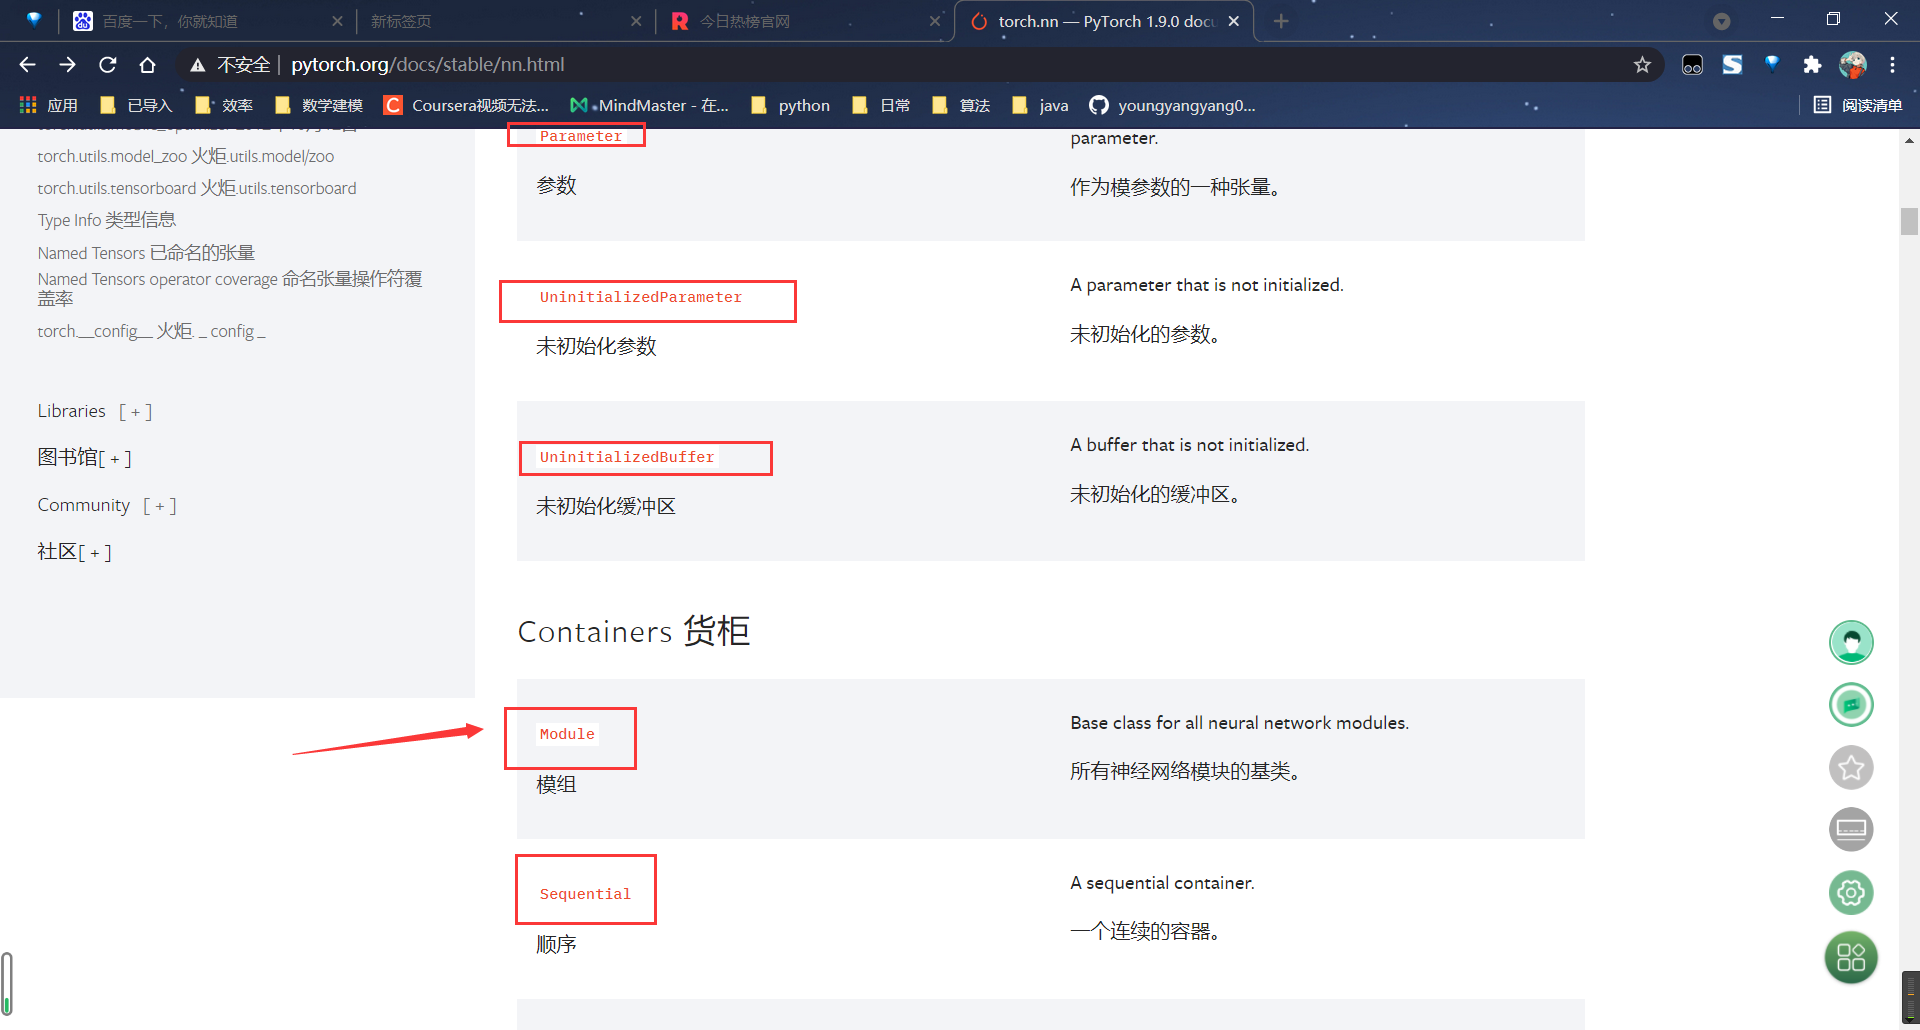 百度一下，你就知道
新标签页
今日热榜官网
torch.nn — PyTorch 1.9.0 docu
不安全 | pytorch.org/docs/stable/nn.html
应用
已导入
效率
数学建模
Coursera视频无法...
MindMaster - 在...
python
日常
算法
java
youngyangyang0...
阅读清单
torch.utils.model_zoo 火炬.utils.model/zoo
torch.utils.tensorboard 火炬.utils.tensorboard
Type Info 类型信息
Named Tensors 已命名的张量
Named Tensors operator coverage 命名张量操作符覆
盖率
torch.__config__ 火炬. _ config _
Libraries [ + ]
图书馆[ + ]
Community [ + ]
社区[ + ]
Parameter
参数
parameter.
作为模参数的一种张量。
UninitializedParameter
未初始化参数
A parameter that is not initialized.
未初始化的参数。
UninitializedBuffer
未初始化缓冲区
A buffer that is not initialized.
未初始化的缓冲区。
Containers 货柜
Module
模组
Base class for all neural network modules.
所有神经网络模块的基类。
Sequential
顺序
A sequential container.
一个连续的容器。